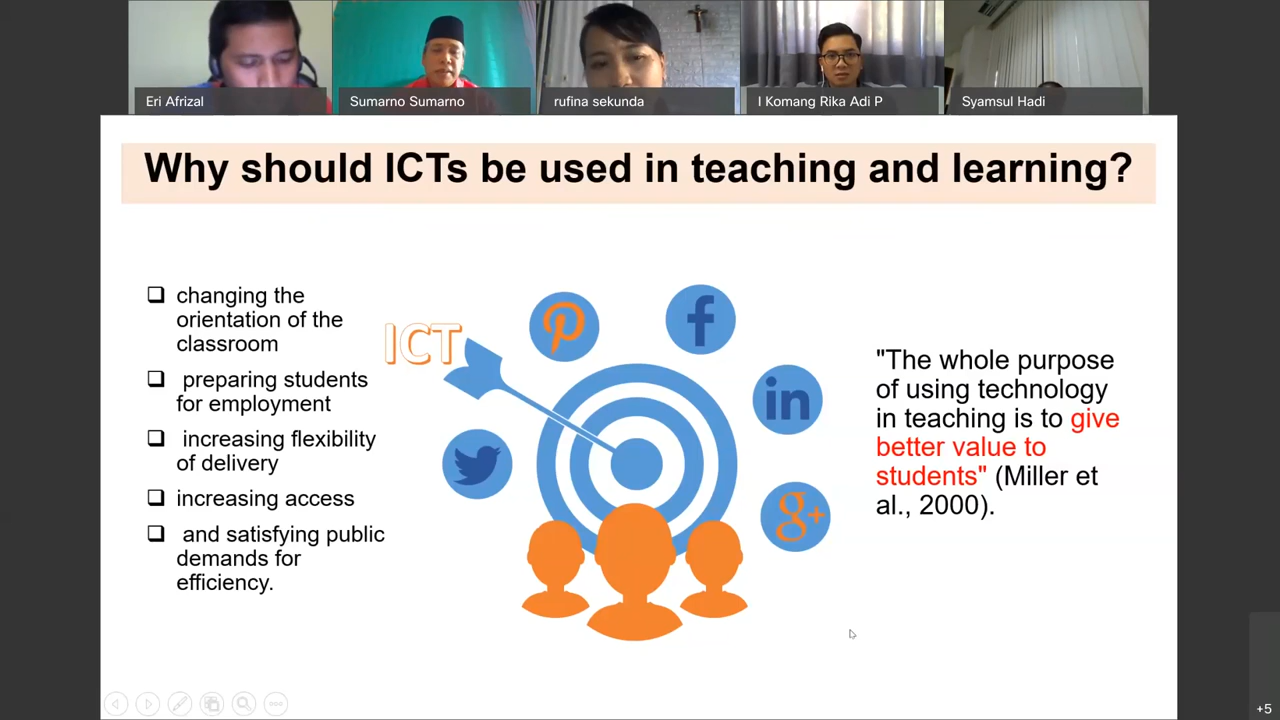 Eri Afrizal
Sumarno Sumarno
rufina sekunda
I Komang Rika Adi P
Syamsul Hadi
Why should ICTs be used in teaching and learning?
changing the
orientation of the
classroom
preparing students
for employment
increasing flexibility
of delivery
increasing access
and satisfying public
demands for
efficiency.
ICT
f
in
g+
"The whole purpose
of using technology
in teaching is to give
better value to
students" (Miller et
al., 2000).
+5